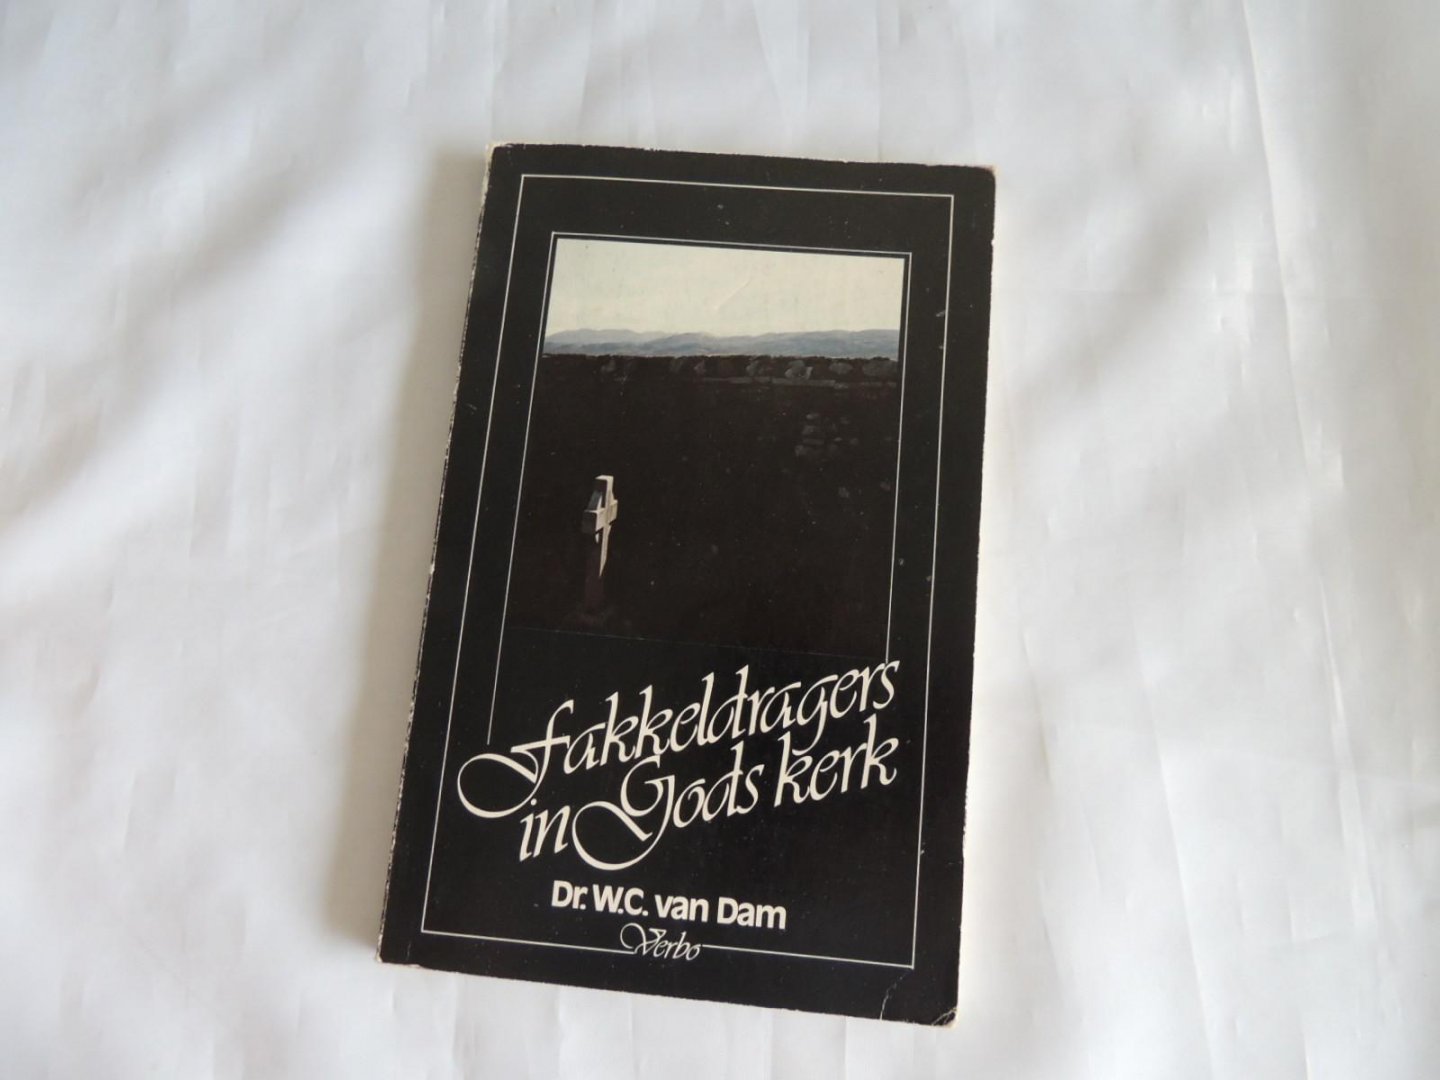 Fakkeldragers
in Gods kerk
Dr. W.C. van Dam
Verbo